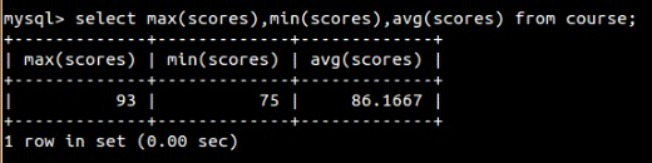 mysql> select max(scores),min(scores),avg(scores) from course;
+-------------+-------------+-------------+
| max(scores) | min(scores) | avg(scores) |
+-------------+-------------+-------------+
|          93 |          75 |     86.1667 |
+-------------+-------------+-------------+
1 row in set (0.00 sec)